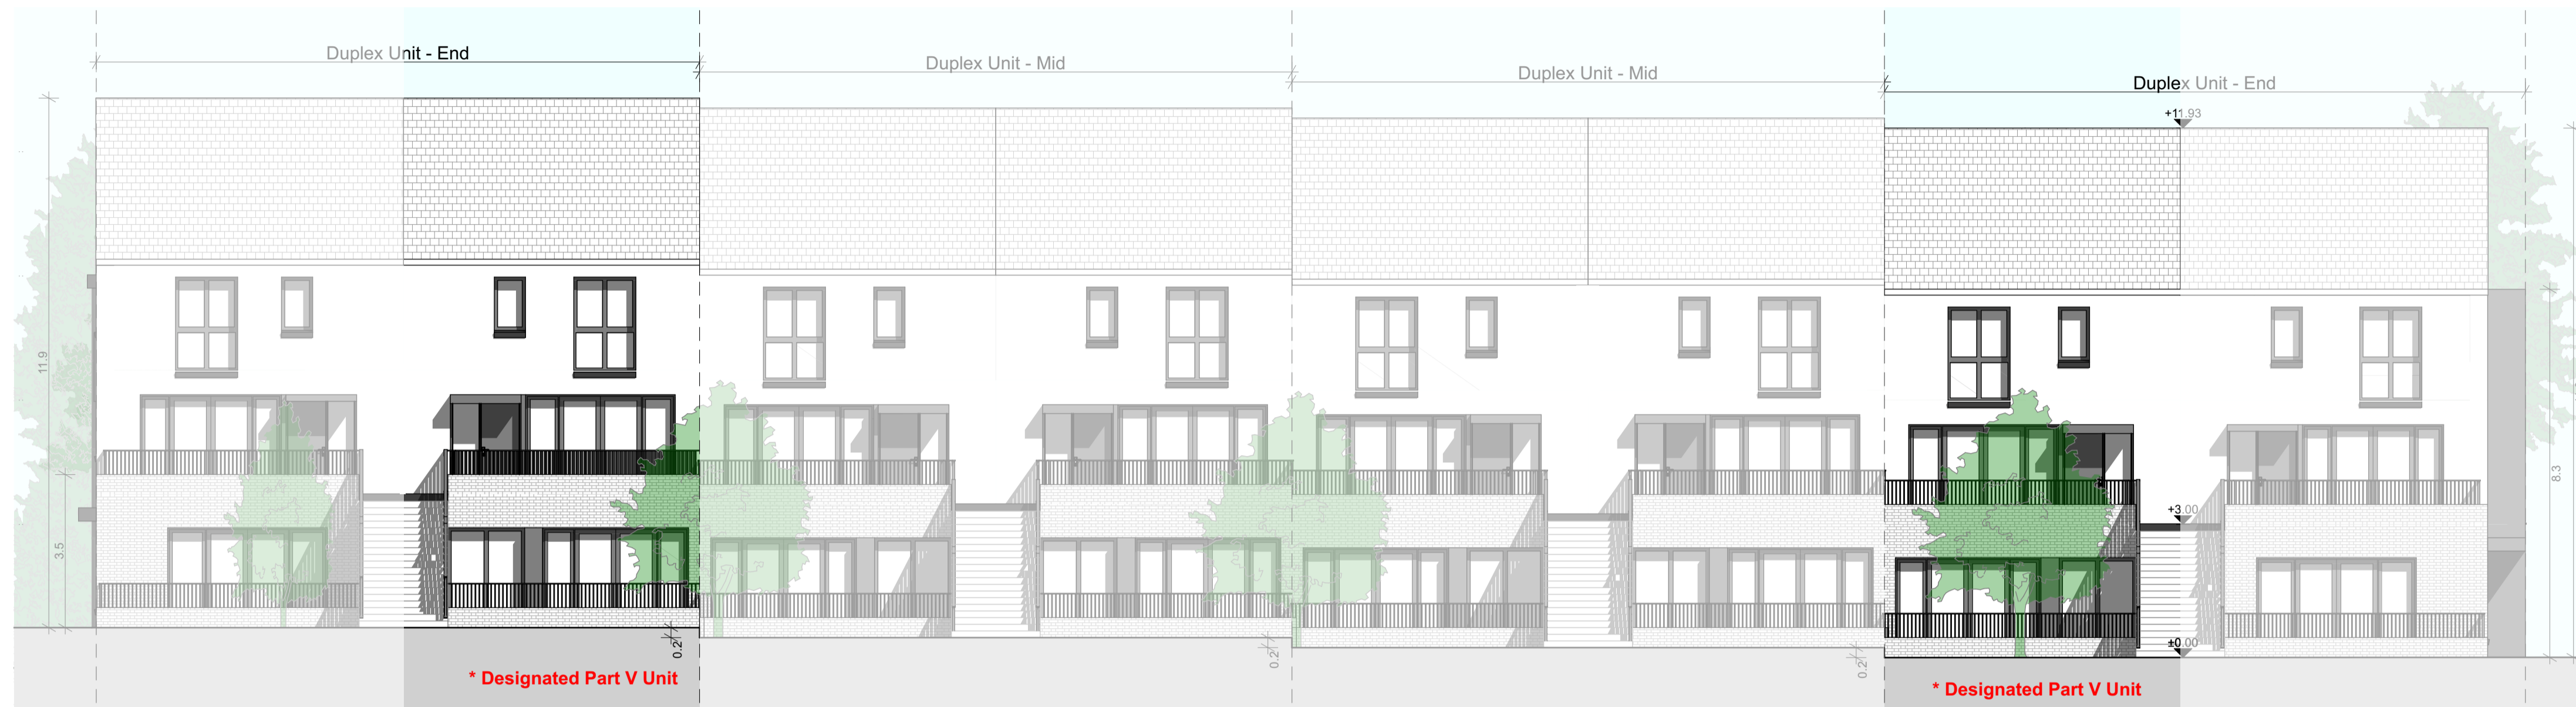 Duplex Unit - End
Duplex Unit - Mid
Duplex Unit - Mid
Duplex Unit - End
+11.93
11.9
3.5
8.3
+3.00
±0.00
0.2
0.2
0.2
* Designated Part V Unit
* Designated Part V Unit